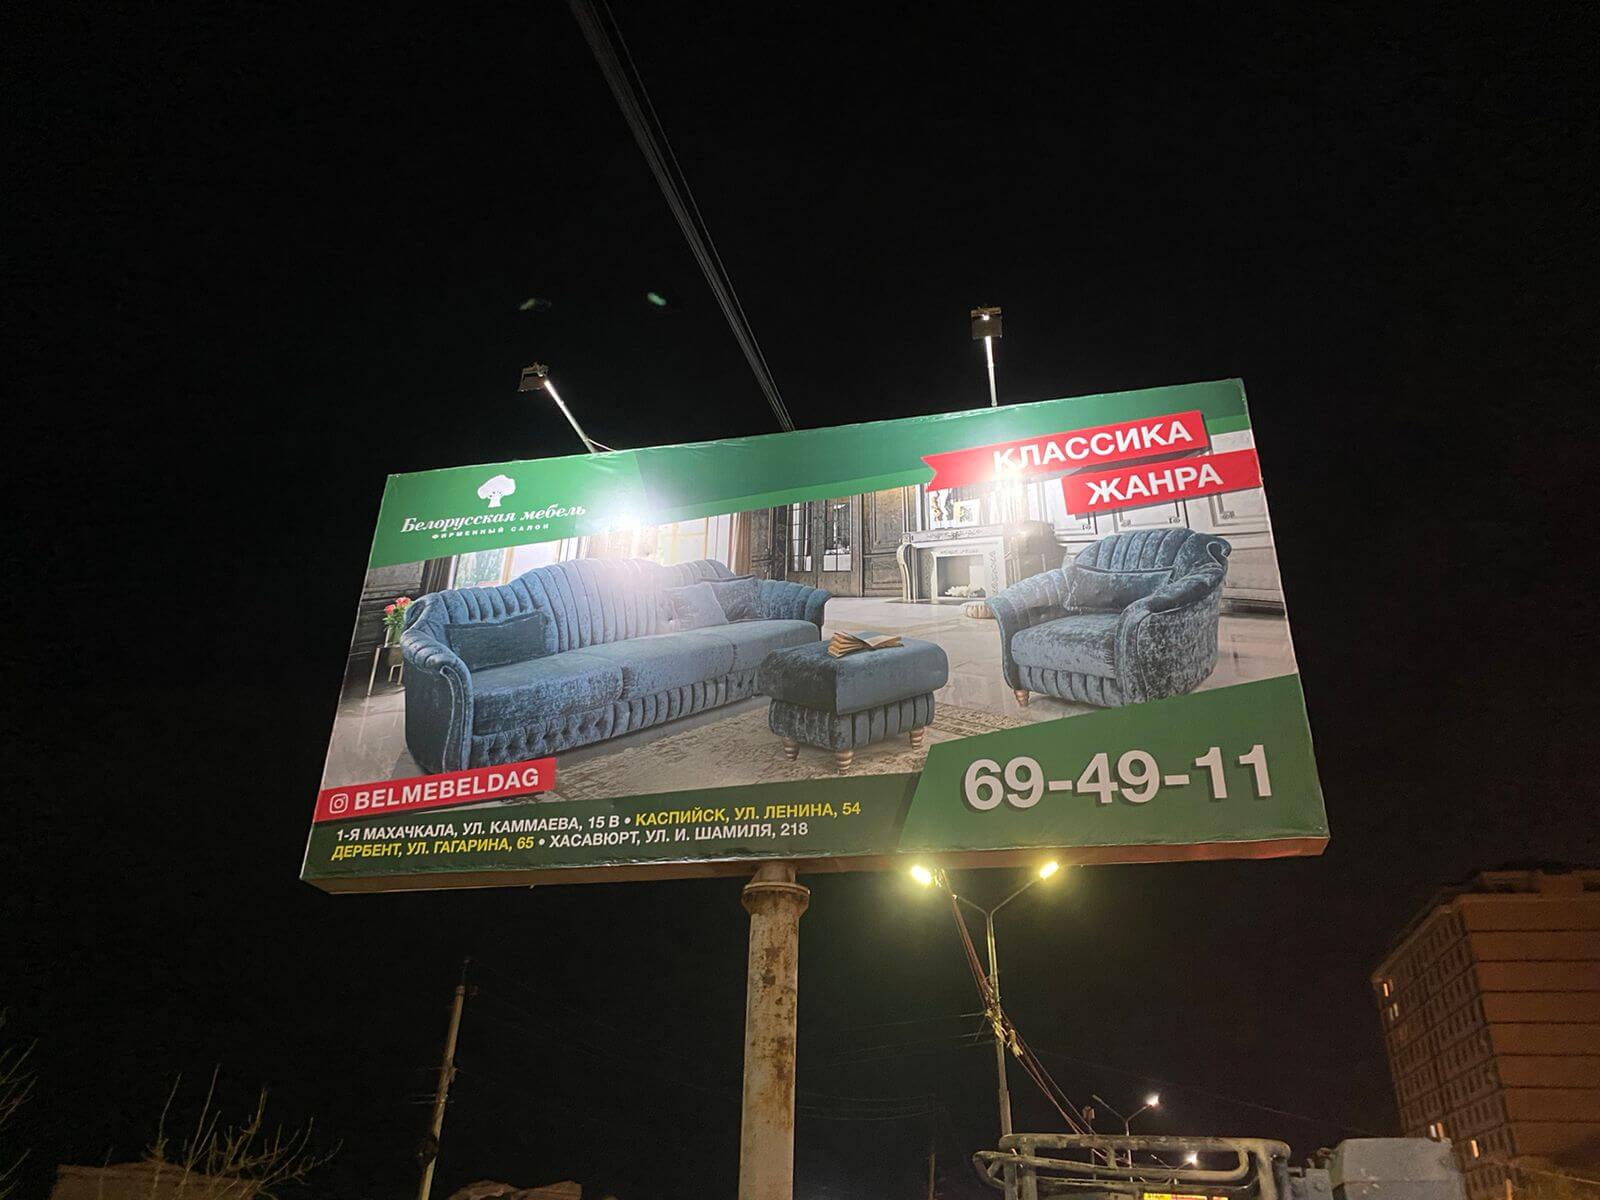 Белорусская мебель
ФИРМЕННЫЙ САЛОН
КЛАССИКА
ЖАНРА
BELMEBELDAG
69-49-11
1-Я МАХАЧКАЛА, УЛ. КАММАЕВА, 15 В • КАСПИЙСК, УЛ. ЛЕНИНА, 54
ДЕРБЕНТ, УЛ. ГАГАРИНА, 65 • ХАСАВЮРТ, УЛ. И. ШАМИЛЯ, 218